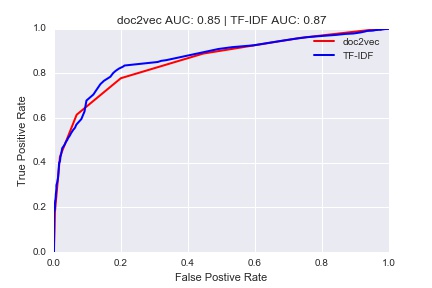 doc2vec AUC: 0.85 | TF-IDF AUC: 0.87
1.0
0.8
0.6
0.4
0.2
0.0
True Positive Rate
doc2vec
TF-IDF
0.0 0.2 0.4 0.6 0.8 1.0
False Postive Rate